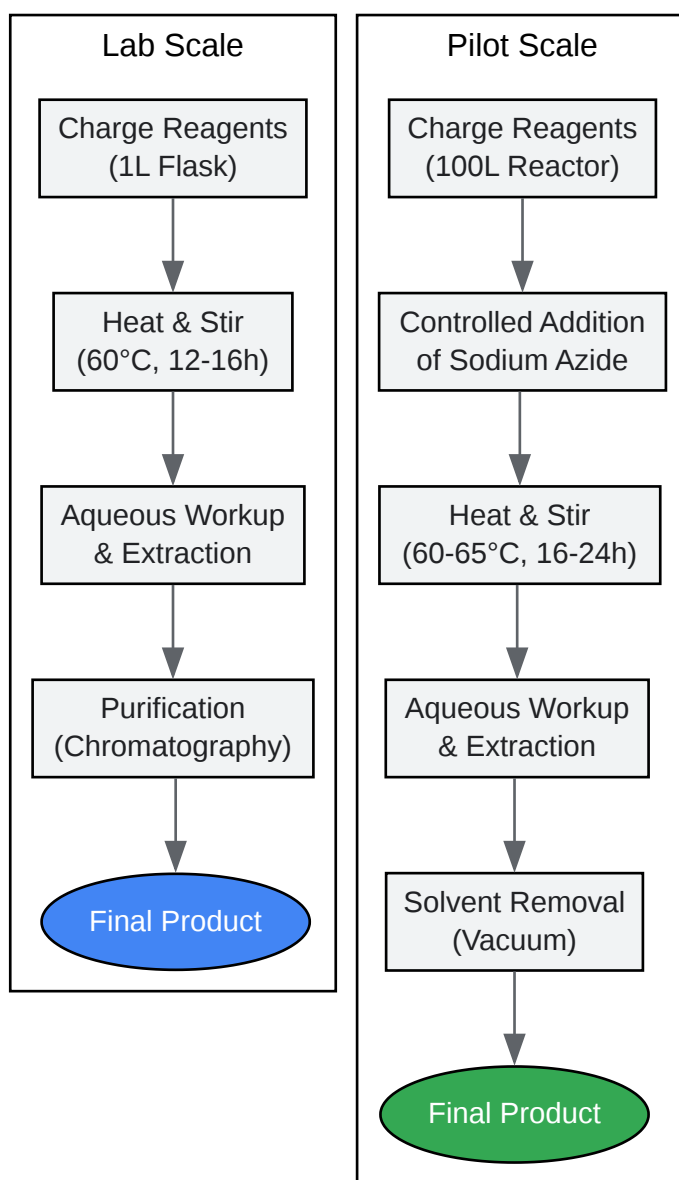 Lab Scale
Charge Reagents
(1L Flask)
Heat & Stir
(60°C, 12-16h)
Aqueous Workup
& Extraction
Purification
(Chromatography)
Final Product
Pilot Scale
Charge Reagents
(100L Reactor)
Controlled Addition
of Sodium Azide
Heat & Stir
(60-65°C, 16-24h)
Aqueous Workup
& Extraction
Solvent Removal
(Vacuum)
Final Product